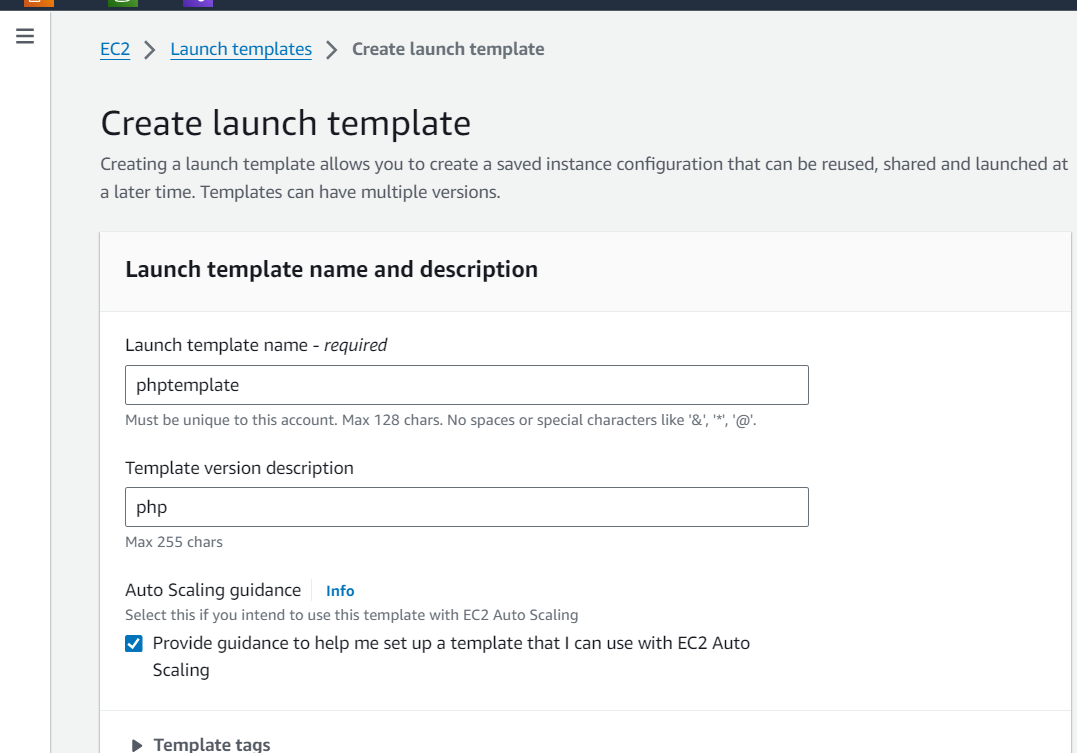 EC2 > Launch templates > Create launch template
Create launch template
Creating a launch template allows you to create a saved instance configuration that can be reused, shared and launched at
a later time. Templates can have multiple versions.
Launch template name and description
Launch template name - required
phptemplate
Must be unique to this account. Max 128 chars. No spaces or special characters like '&', '*', '@'.
Template version description
php
Max 255 chars
Auto Scaling guidance Info
Select this if you intend to use this template with EC2 Auto Scaling
Provide guidance to help me set up a template that I can use with EC2 Auto
Scaling
Template tags